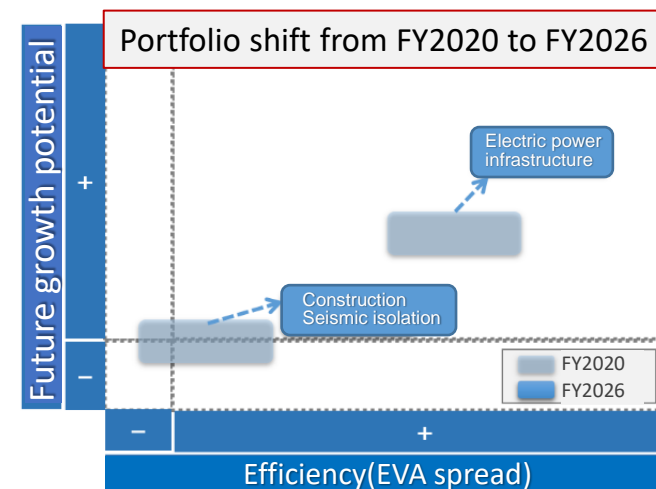 Portfolio shift from FY2020 to FY2026
Future growth potential
+
−
Electric power
infrastructure
Construction
Seismic isolation
FY2020
FY2026
−
+
Efficiency(EVA spread)